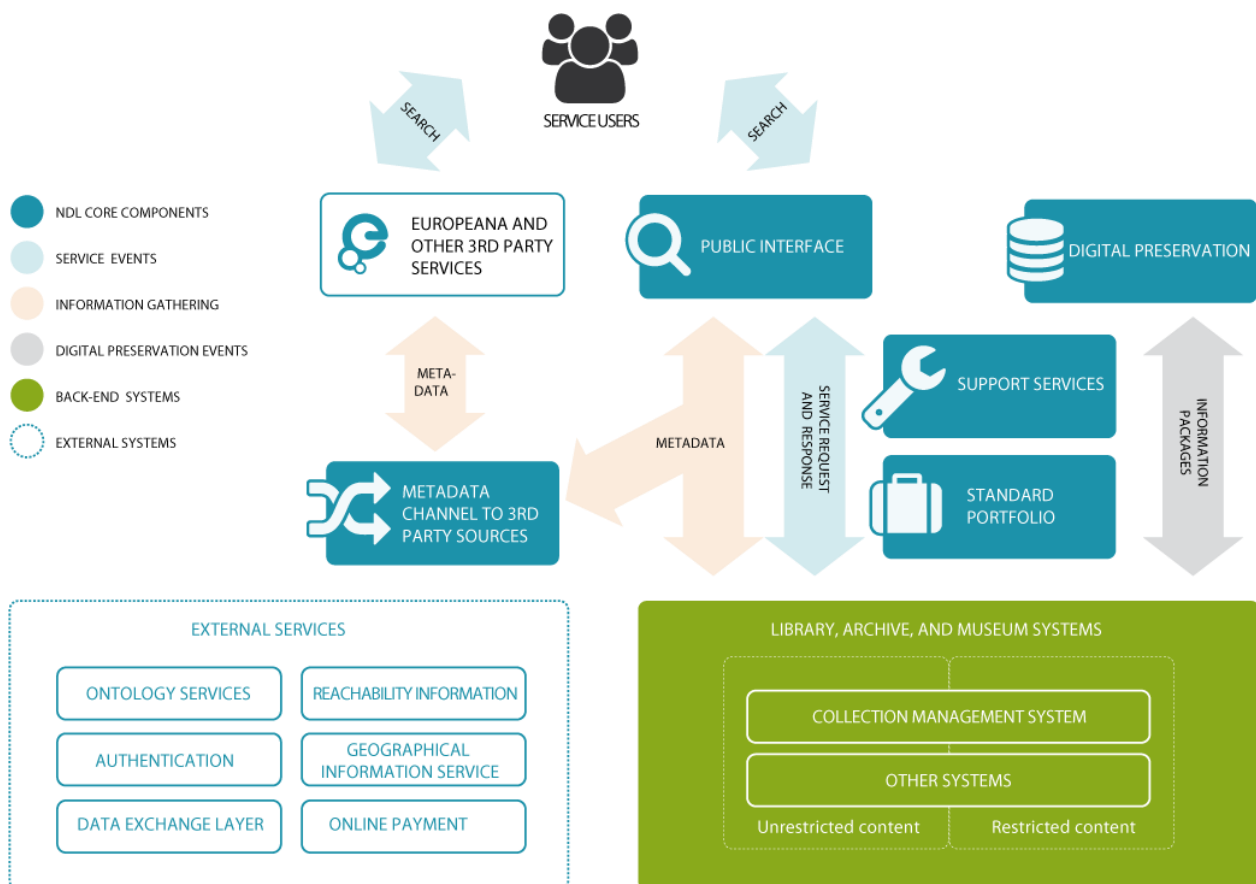 SERVICE USERS
SEARCH
SEARCH
NDL CORE COMPONENTS
SERVICE EVENTS
INFORMATION GATHERING
DIGITAL PRESERVATION EVENTS
BACK-END SYSTEMS
EXTERNAL SYSTEMS
EUROPEANA AND
OTHER 3RD PARTY
SERVICES
PUBLIC INTERFACE
DIGITAL PRESERVATION
META-
DATA
METADATA
SERVICE REQUEST
AND RESPONSE
SUPPORT SERVICES
INFORMATION
PACKAGES
METADATA
CHANNEL TO 3RD
PARTY SOURCES
STANDARD
PORTFOLIO
EXTERNAL SERVICES
ONTOLOGY SERVICES
REACHABILITY INFORMATION
AUTHENTICATION
GEOGRAPHICAL
INFORMATION SERVICE
DATA EXCHANGE LAYER
ONLINE PAYMENT
LIBRARY, ARCHIVE, AND MUSEUM SYSTEMS
COLLECTION MANAGEMENT SYSTEM
OTHER SYSTEMS
Unrestricted content
Restricted content